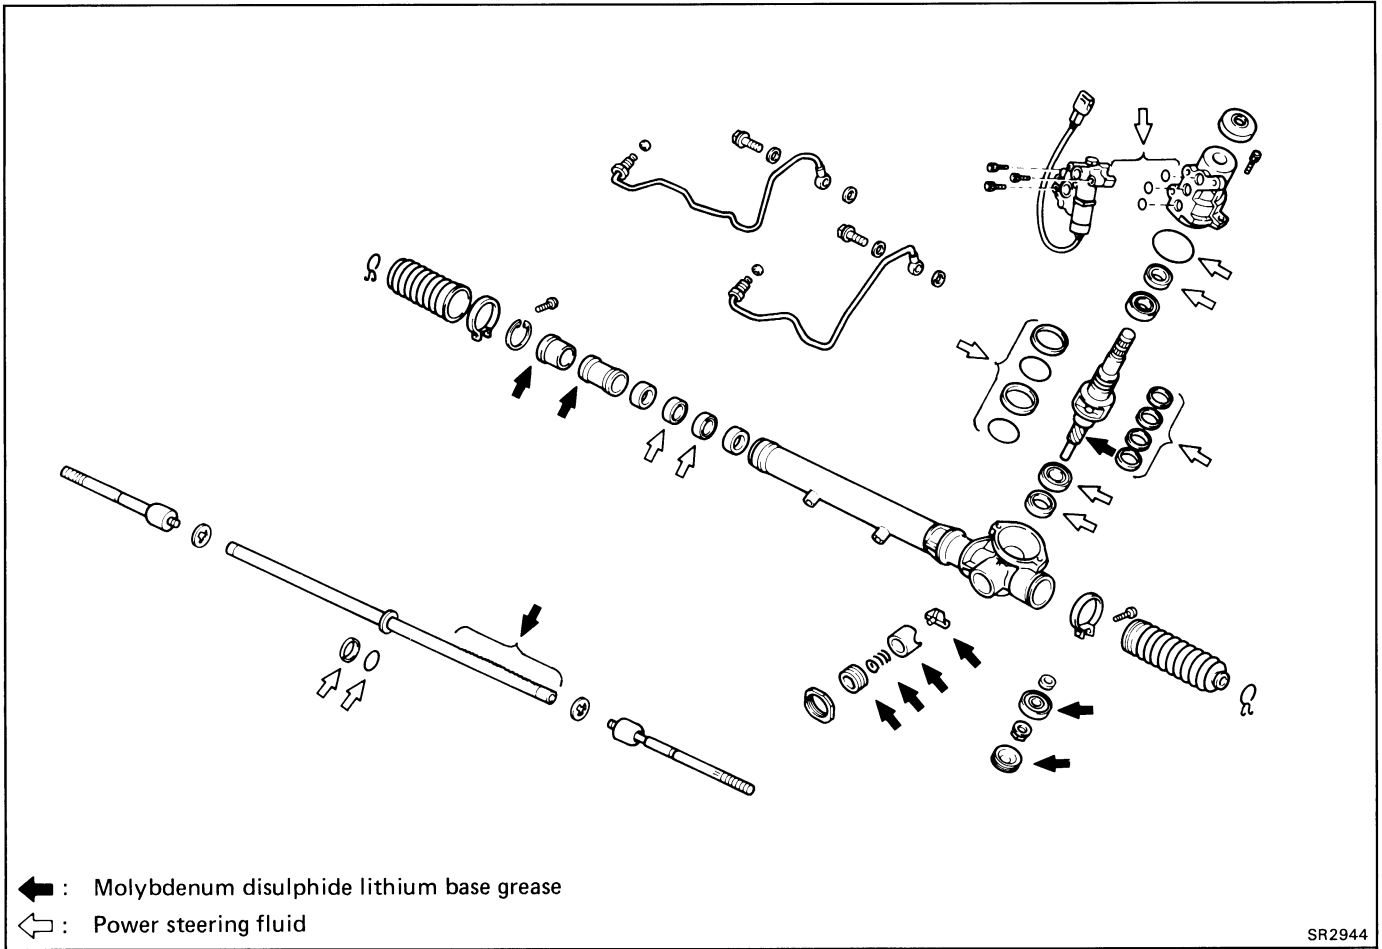 : Molybdenum disulphide lithium base grease
: Power steering fluid
SR2944